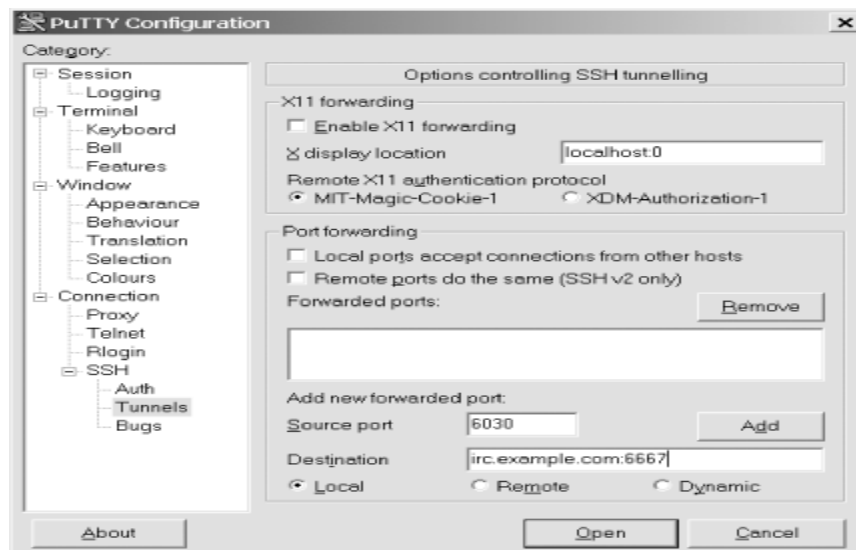 PuTTY Configuration
Category:
Session
Logging
Terminal
Keyboard
Bell
Features
Window
Appearance
Behaviour
Translation
Selection
Colours
Connection
Proxy
Telnet
Rlogin
SSH
Auth
Tunnels
Bugs
Options controlling SSH tunnelling
X11 forwarding
Enable X11 forwarding
X display location localhost:0
Remote X11 authentication protocol
MIT-Magic-Cookie-1 XDM-Authorization-1
Port forwarding
Local ports accept connections from other hosts
Remote ports do the same (SSH v2 only)
Forwarded ports: Remove
Add new forwarded port:
Source port 6030 Add
Destination irc.example.com:6667
Local Remote Dynamic
About Open Cancel